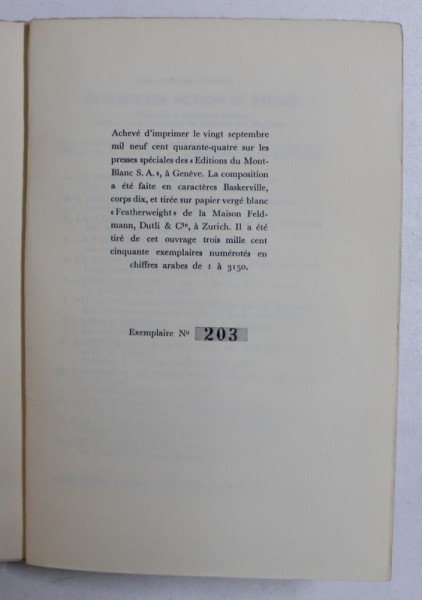 Achevé d'imprimer le vingt septembre
mil neuf cent quarante-quatre sur les
presses spéciales des «Editions du Mont-
Blanc S. A.», à Genève. La composition
a été faite en caractères Baskerville,
corps dix, et tirée sur papier vergé blanc
«Featherweight» de la Maison Feld-
mann, Dutli & Cie, à Zurich. Il a été
tiré de cet ouvrage trois mille cent
cinquante exemplaires numérotés en
chiffres arabes de 1 à 3150.
Exemplaire No 203